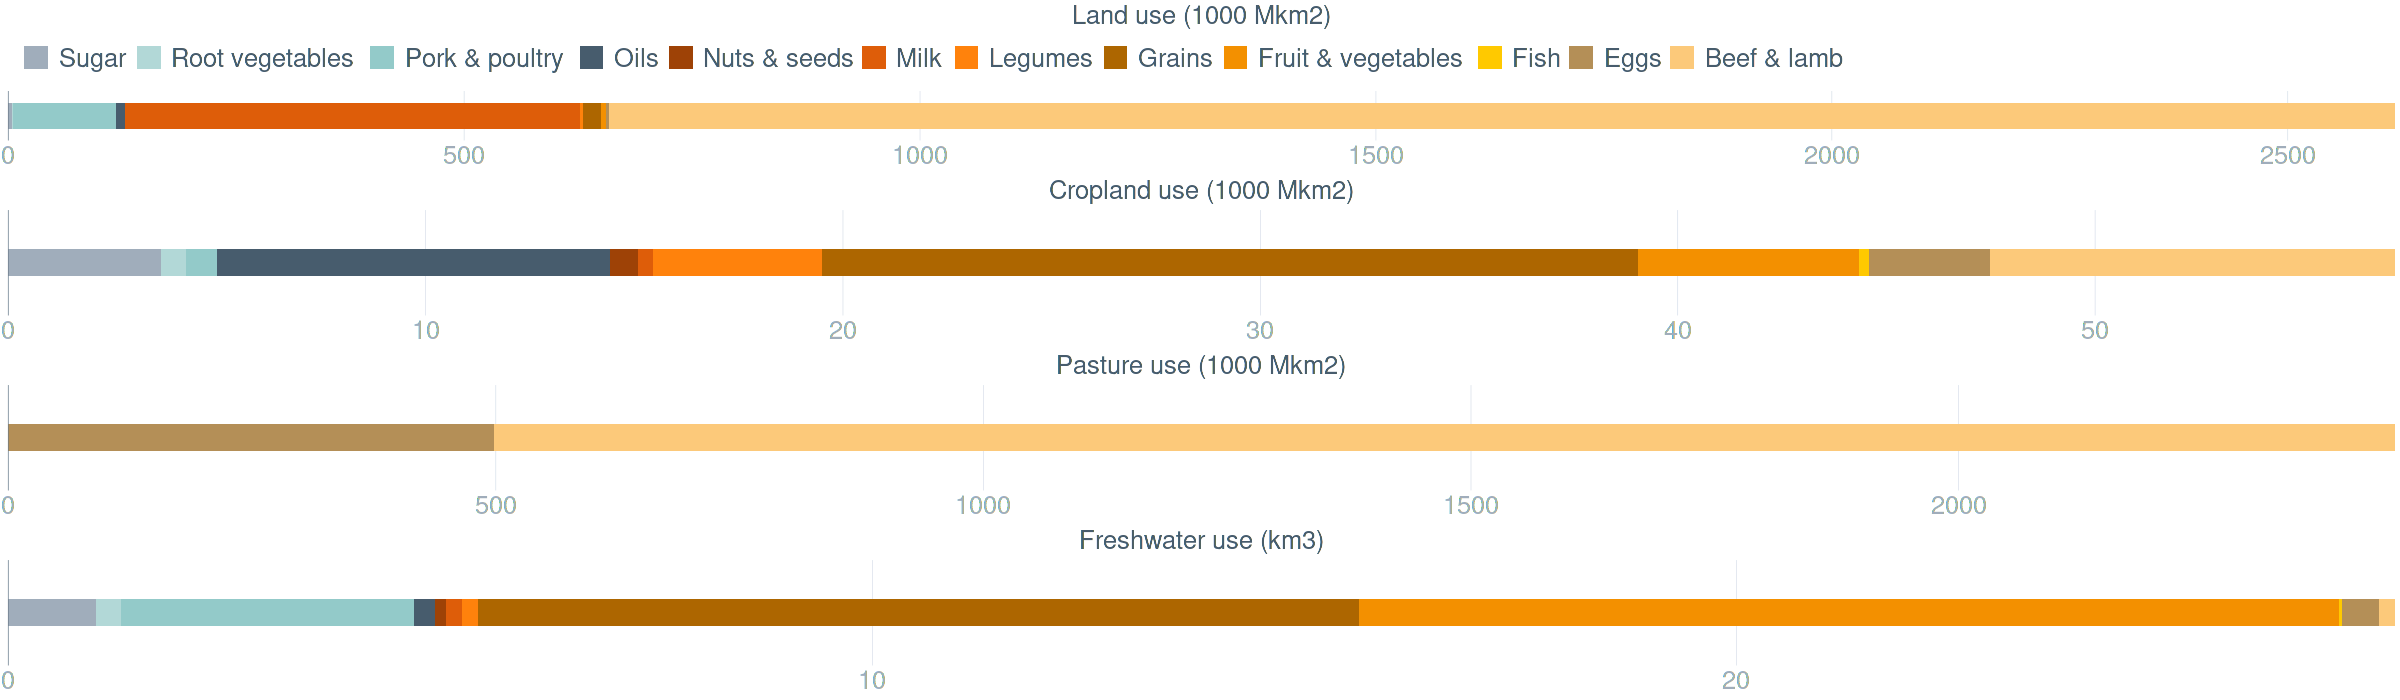 Land use (1000 Mkm2)
Sugar Root vegetables Pork & poultry Oils Nuts & seeds Milk Legumes Grains Fruit & vegetables Fish Eggs Beef & lamb
0 500 1000 1500 2000 2500
Cropland use (1000 Mkm2)
0 10 20 30 40 50
Pasture use (1000 Mkm2)
0 500 1000 1500 2000
Freshwater use (km3)
0 10 20